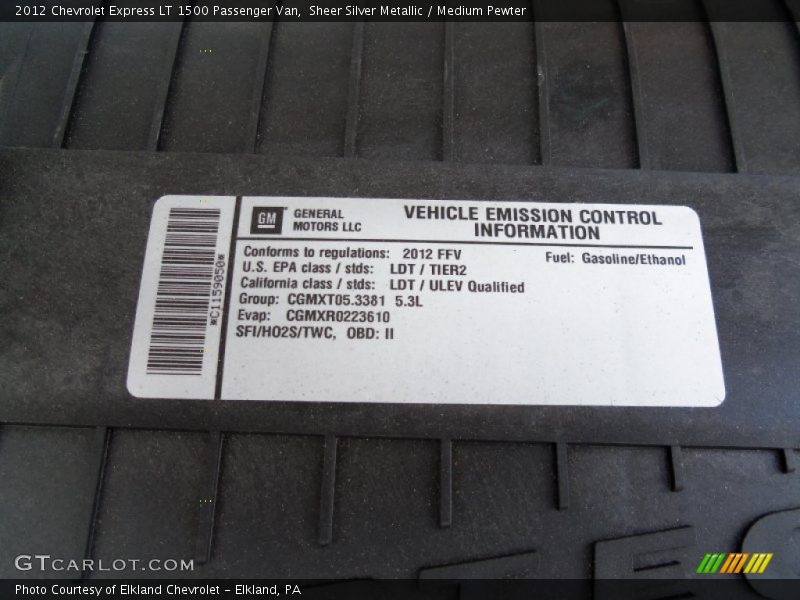 2012 Chevrolet Express LT 1500 Passenger Van,  Sheer Silver Metallic / Medium Pewter
GM GENERAL MOTORS LLC
VEHICLE EMISSION CONTROL INFORMATION
Conforms to regulations: 2012 FFV
Fuel: Gasoline/Ethanol
U.S. EPA class / stds: LDT / TIER2
California class / stds: LDT / ULEV Qualified
Group: CGMXT05.3381 5.3L
Evap: CGMXR0223610
SFI/HO2S/TWC, OBD: II
*C1159050*
GTCARLOT.COM
Photo Courtesy of Elkland Chevrolet - Elkland, PA